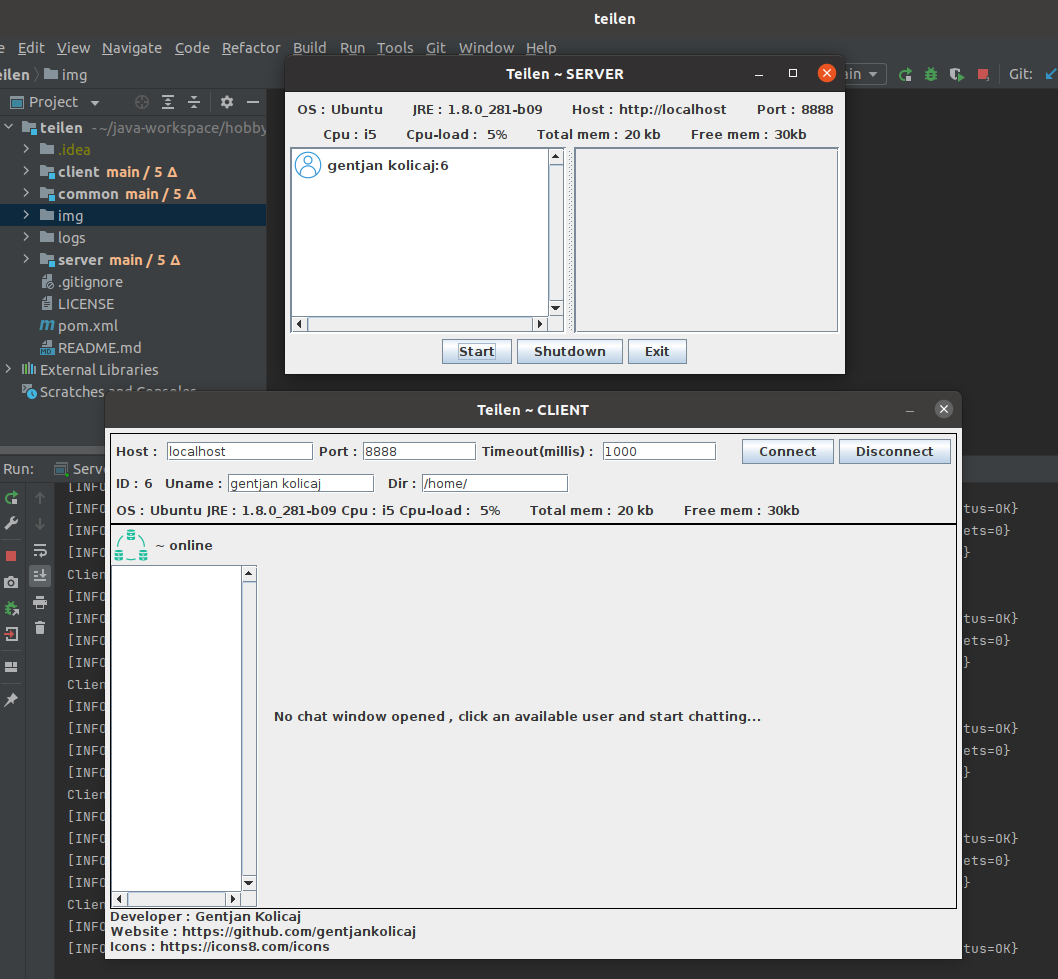 teilen
e Edit View Navigate Code Refactor Build Run Tools Git Window Help
eilen img
ain Git:
Project
teilen ~/java-workspace/hobby
.idea
client main / 5 Δ
common main / 5 Δ
img
logs
server main / 5 Δ
.gitignore
LICENSE
pom.xml
README.md
External Libraries
Scratches and Consoles
Teilen ~ SERVER
OS : Ubuntu JRE : 1.8.0_281-b09 Host : http://localhost Port : 8888
Cpu : i5 Cpu-load : 5% Total mem : 20 kb Free mem : 30kb
gentjan kolicaj:6
Start Shutdown Exit
Run: Serve
[INFO
[INFO tus=OK}
[INFO ets=0}
[INFO }
Clien
[INFO
[INFO tus=OK}
[INFO ets=0}
[INFO }
Clien
[INFO
[INFO tus=OK}
[INFO ets=0}
[INFO }
Clien
[INFO
[INFO tus=OK}
[INFO ets=0}
[INFO }
Clien
[INFO
[INFO tus=OK}
Teilen ~ CLIENT
Host : localhost Port : 8888 Timeout(millis) : 1000 Connect Disconnect
ID : 6 Uname : gentjan kolicaj Dir : /home/
OS : Ubuntu JRE : 1.8.0_281-b09 Cpu : i5 Cpu-load : 5% Total mem : 20 kb Free mem : 30kb
~ online
No chat window opened , click an available user and start chatting...
Developer : Gentjan Kolicaj
Website : https://github.com/gentjankolicaj
Icons : https://icons8.com/icons